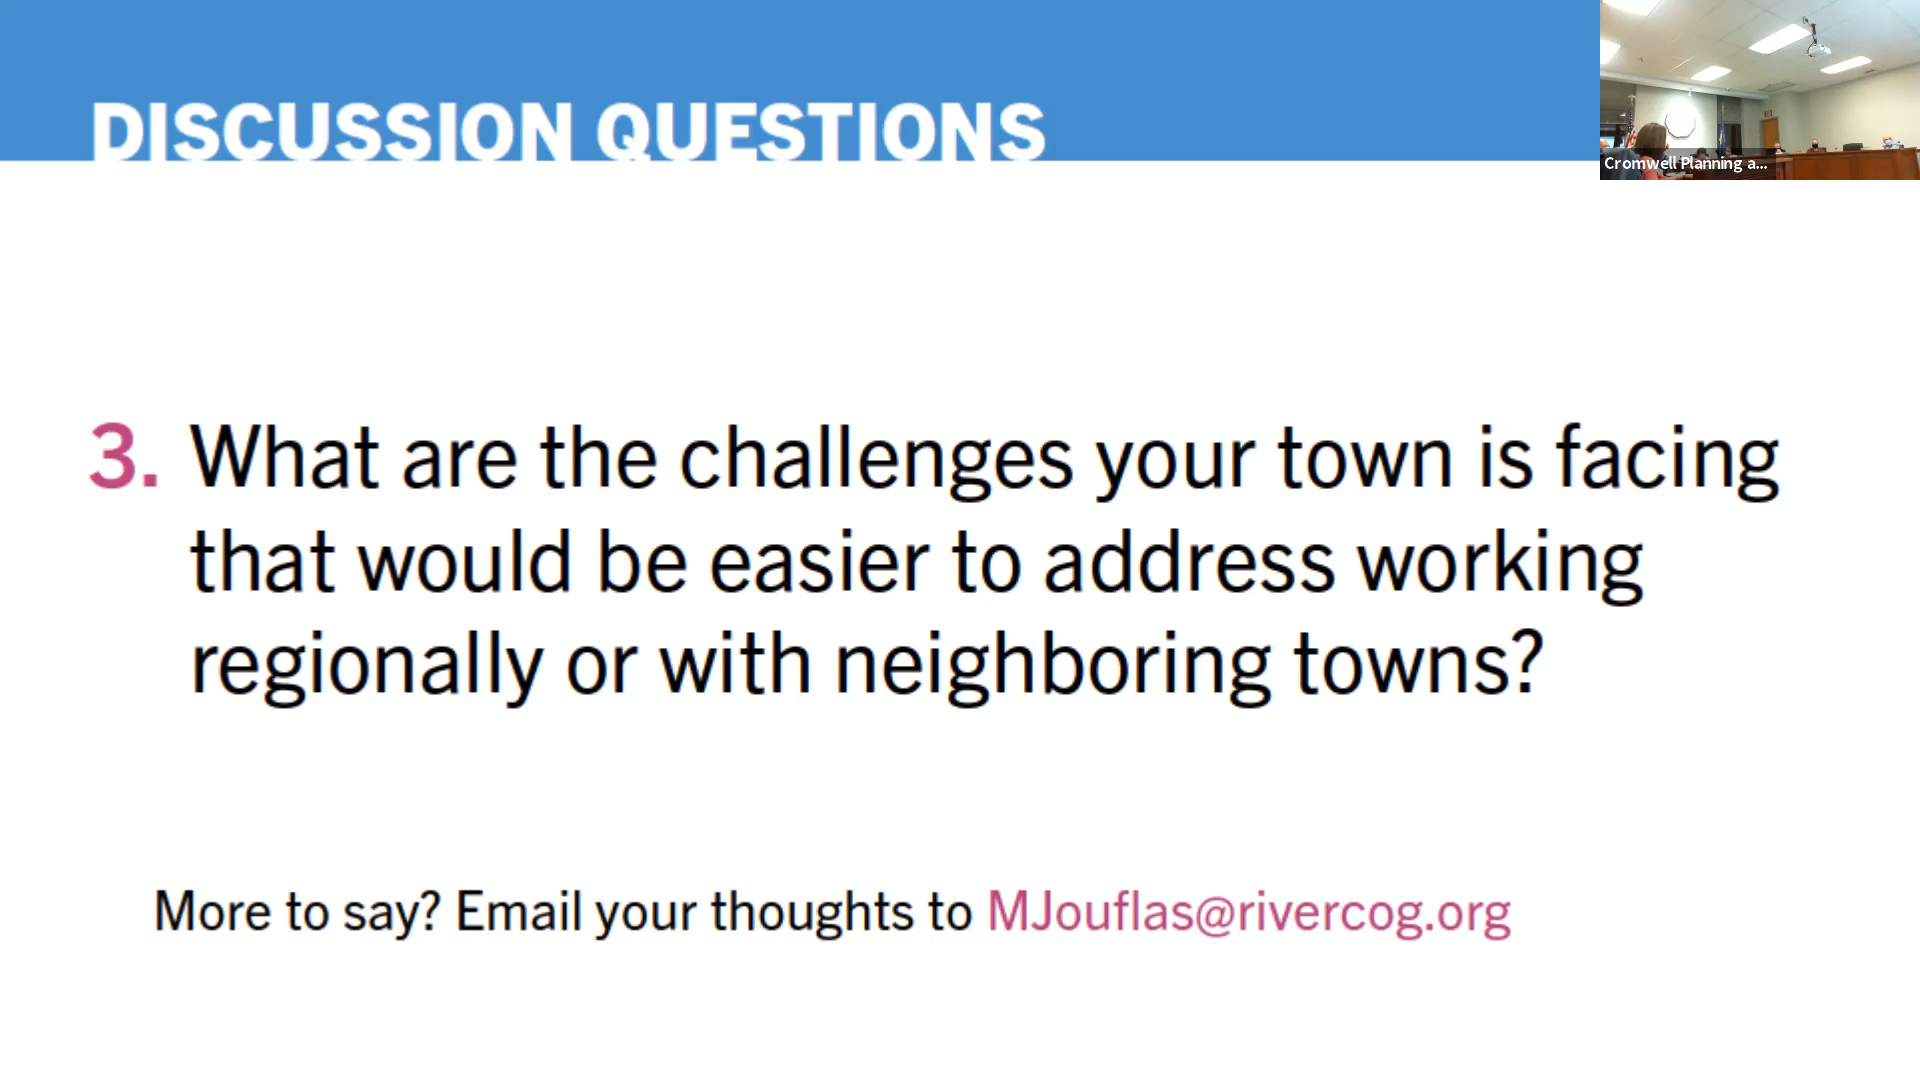 DISCUSSION QUESTIONS
Cromwell Planning a...
3. What are the challenges your town is facing
that would be easier to address working
regionally or with neighboring towns?
More to say? Email your thoughts to MJouflas@rivercog.org